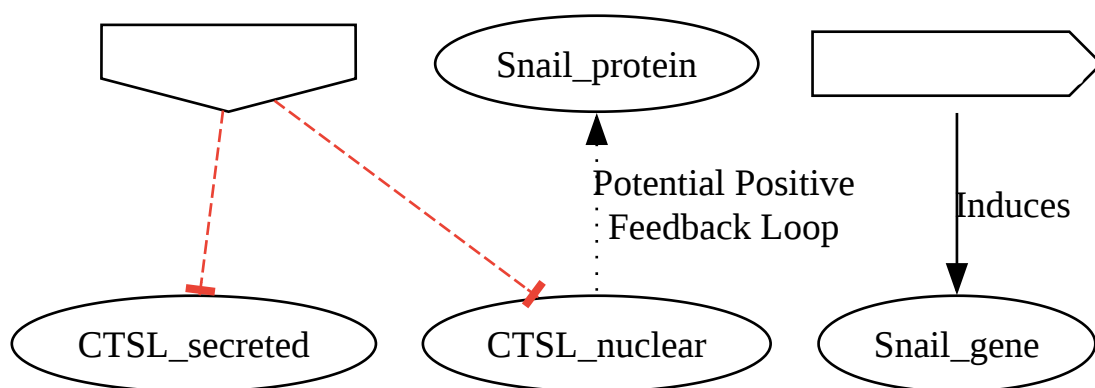 Snail_protein
Potential Positive
Feedback Loop
Induces
CTSL_secreted
CTSL_nuclear
Snail_gene